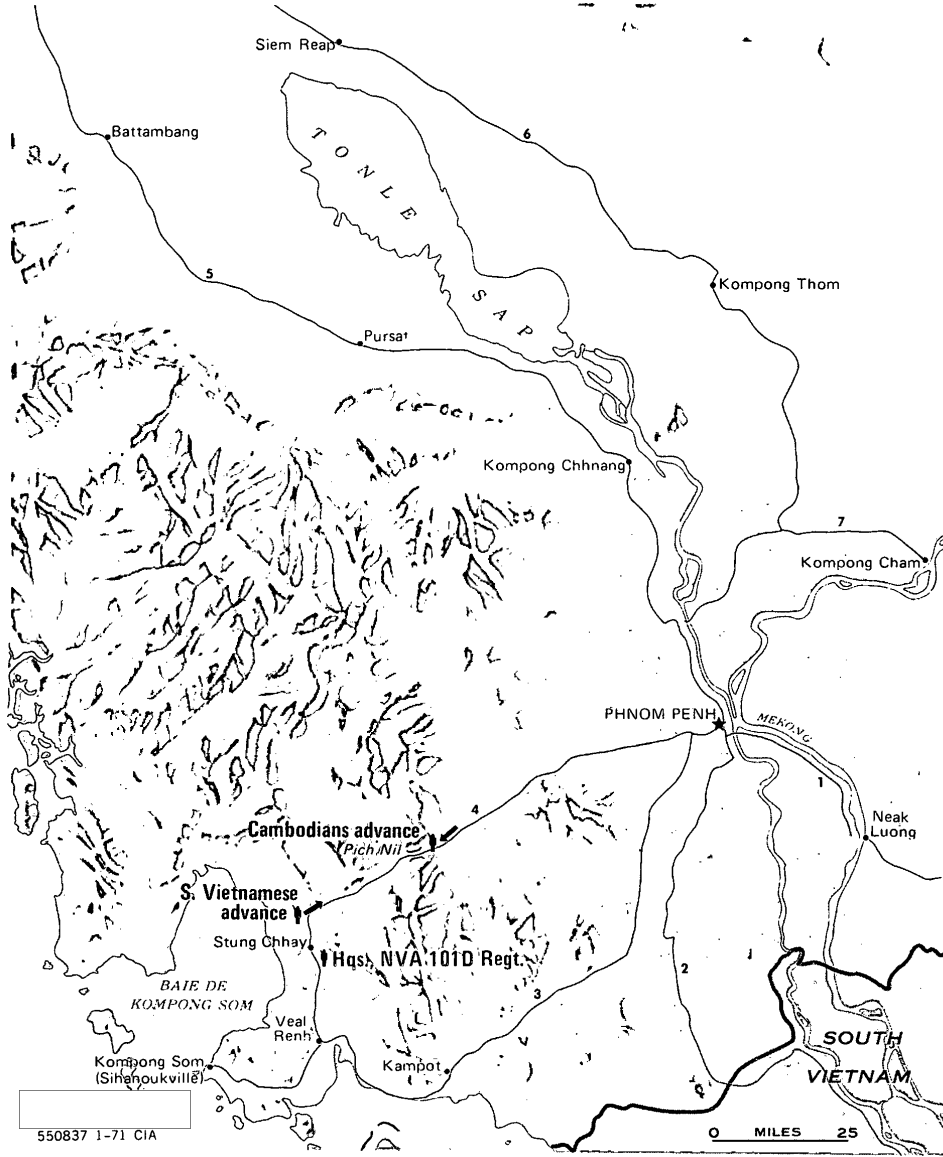 Siem Reap
Battambang
6
TONLE
SAP
5
Kompong Thom
Pursat
Kompong Chhnang
7
Kompong Cham
PHNOM PENH
MEKONG
1
4
Neak
Luong
Cambodians advance
Pich Nil
S. Vietnamese
advance
Stung Chhay
Hqs., NVA 101D Regt.
2
3
BAIE DE
KOMPONG SOM
Veal
Renh
Kompong Som
(Sihanoukville)
Kampot
SOUTH
VIETNAM
550837 1-71 CIA
0 MILES 25